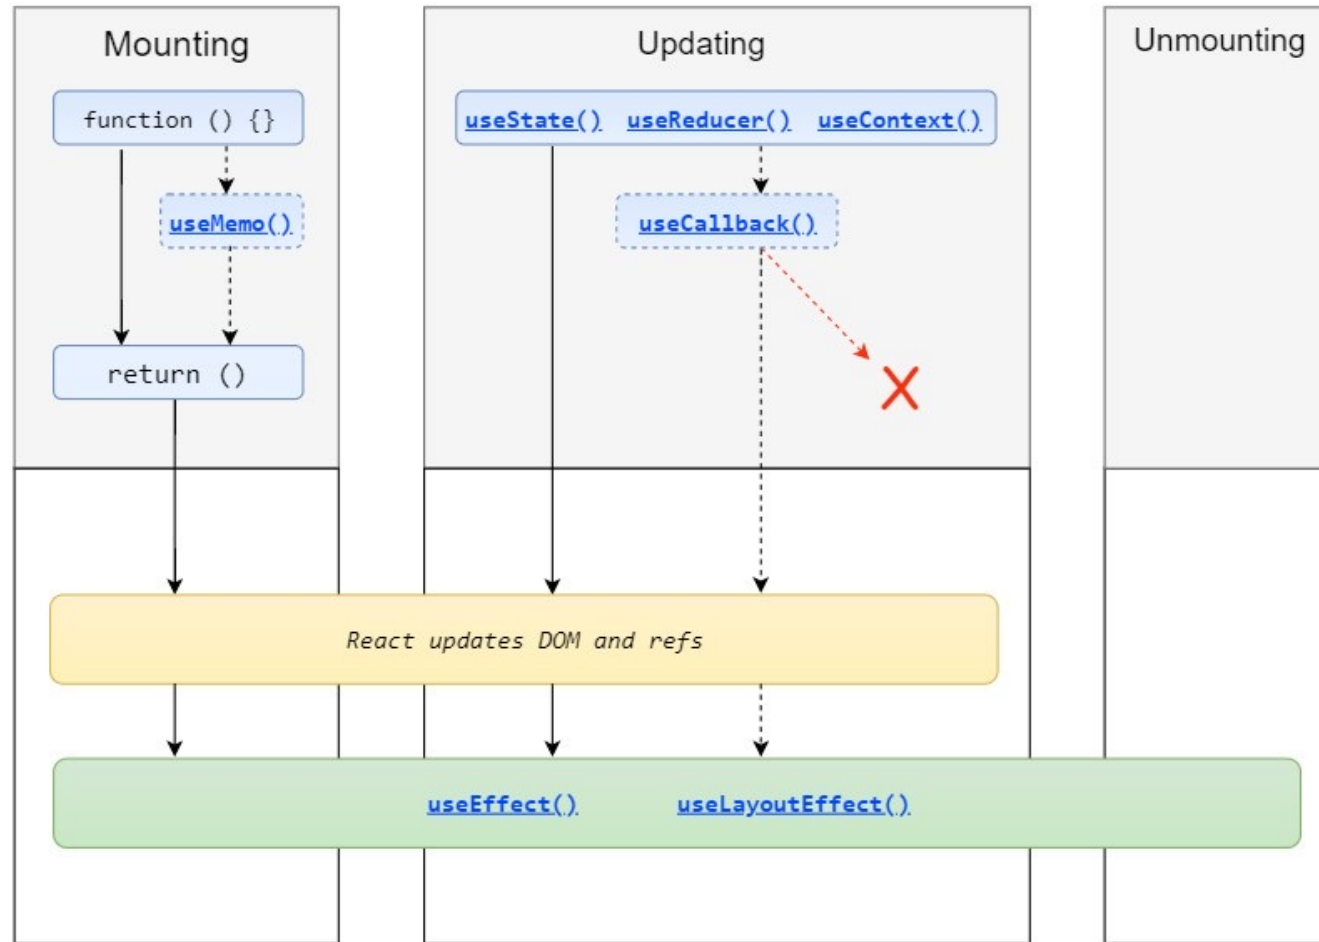 Mounting
Updating
Unmounting
function () {}
useState() useReducer() useContext()
useMemo()
useCallback()
return ()
React updates DOM and refs
useEffect() useLayoutEffect()